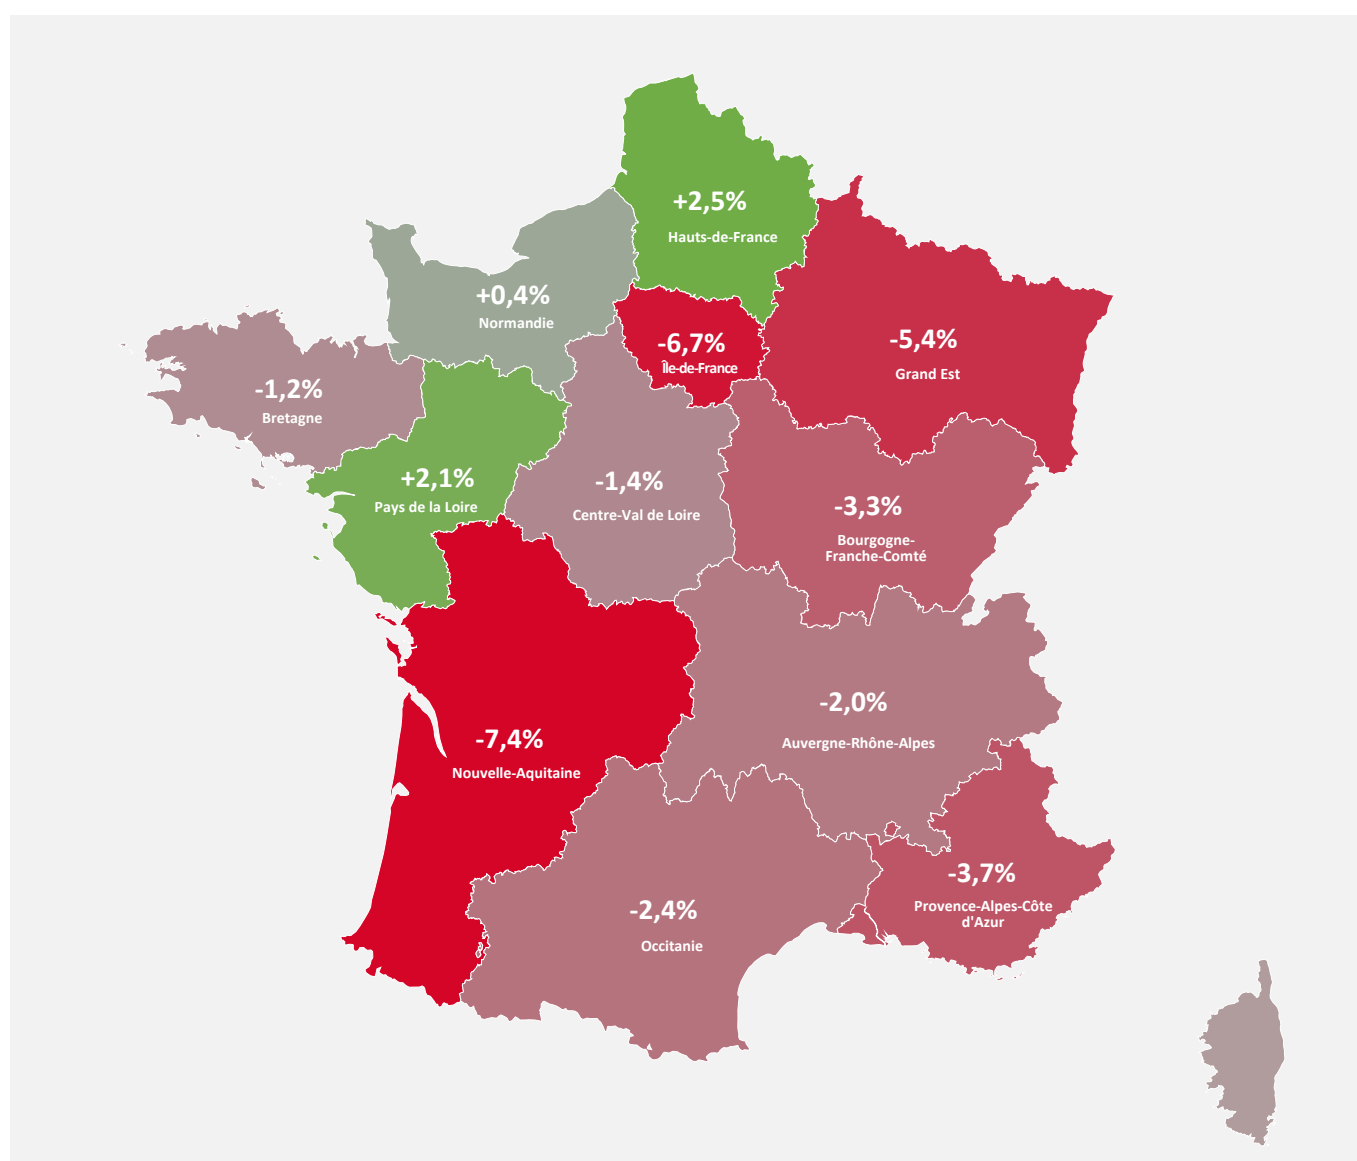 +2,5%
Hauts-de-France
+0,4%
Normandie
-6,7%
Île-de-France
-5,4%
Grand Est
-1,2%
Bretagne
+2,1%
Pays de la Loire
-1,4%
Centre-Val de Loire
-3,3%
Bourgogne-
Franche-Comté
-2,0%
Auvergne-Rhône-Alpes
-7,4%
Nouvelle-Aquitaine
-3,7%
Provence-Alpes-Côte
d'Azur
-2,4%
Occitanie